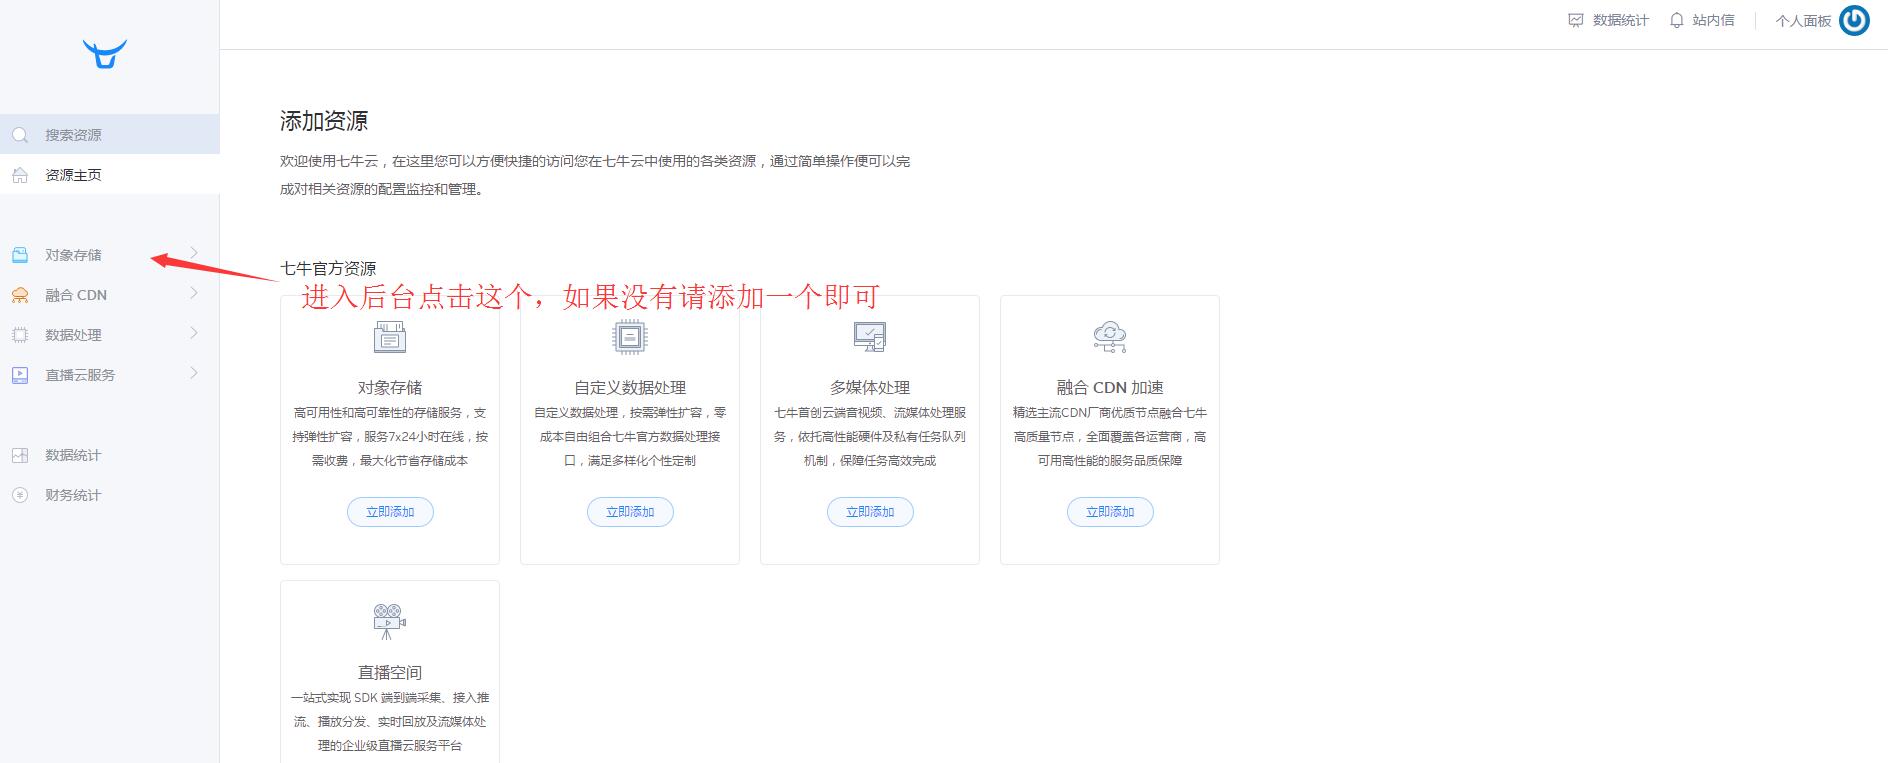 数据统计
站内信
个人面板
搜索资源
资源主页
对象存储
融合 CDN
数据处理
直播云服务
数据统计
财务统计
添加资源
欢迎使用七牛云，在这里您可以方便快捷的访问您在七牛云中使用的各类资源，通过简单操作便可以完
成对相关资源的配置监控和管理。
七牛官方资源
进入后台点击这个，如果没有请添加一个即可
对象存储
高可用性和高可靠性的存储服务，支
持弹性扩容，服务7x24小时在线，按
需收费，最大化节省存储成本
立即添加
自定义数据处理
自定义数据处理，按需弹性扩容，零
成本自由组合七牛官方数据处理接
口，满足多样化个性定制
立即添加
多媒体处理
七牛首创云端音视频、流媒体处理服
务，依托高性能硬件及私有任务队列
机制，保障任务高效完成
立即添加
融合 CDN 加速
精选主流CDN厂商优质节点融合七牛
高质量节点，全面覆盖各运营商，高
可用高性能的服务品质保障
立即添加
直播空间
一站式实现 SDK 端到端采集、接入推
流、播放分发、实时回放及流媒体处
理的企业级直播云服务平台